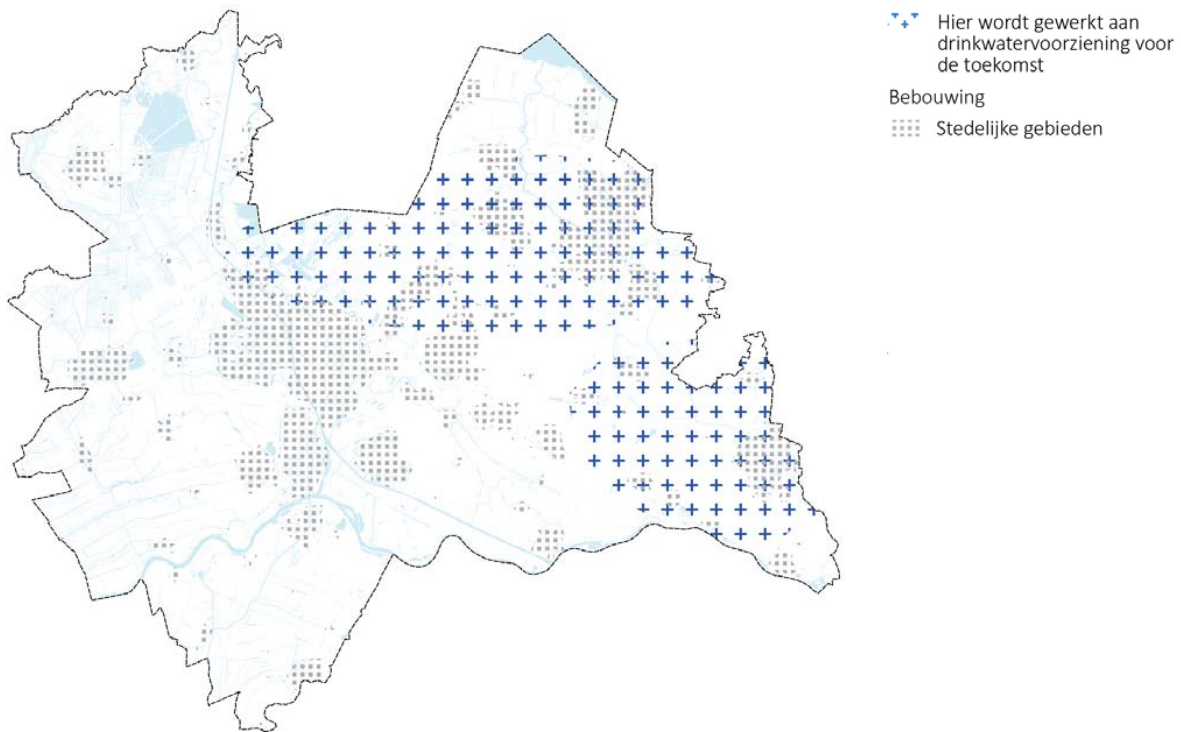 Hier wordt gewerkt aan
drinkwatervoorziening voor
de toekomst
Bebouwing
Stedelijke gebieden